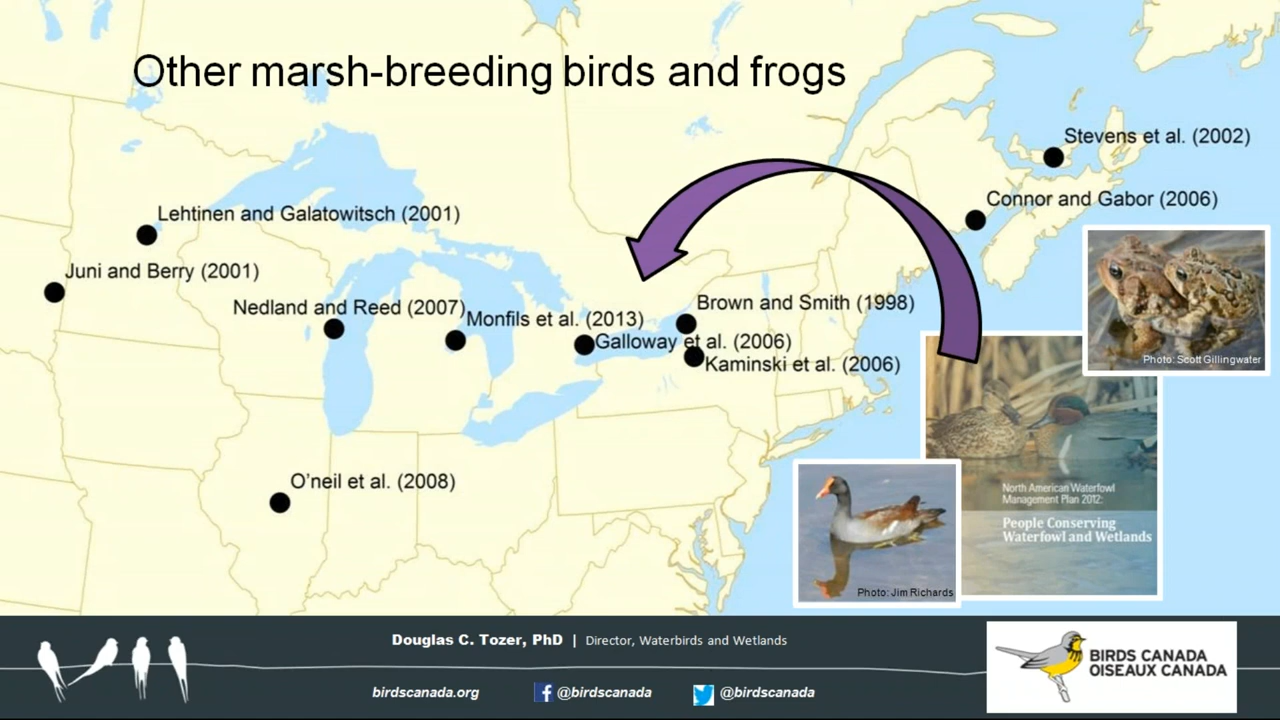 Other marsh-breeding birds and frogs
Stevens et al. (2002)
Connor and Gabor (2006)
Lehtinen and Galatowitsch (2001)
Juni and Berry (2001)
Nedland and Reed (2007)
Monfils et al. (2013)
Brown and Smith (1998)
Galloway et al. (2006)
Kaminski et al. (2006)
O'neil et al. (2008)
Photo: Scott Gillingwater
North American Waterfowl
Management Plan 2012:
People Conserving
Waterfowl and Wetlands
Photo: Jim Richards
Douglas C. Tozer, PhD | Director, Waterbirds and Wetlands
birdscanada.org
@birdscanada
@birdscanada
BIRDS CANADA
OISEAUX CANADA